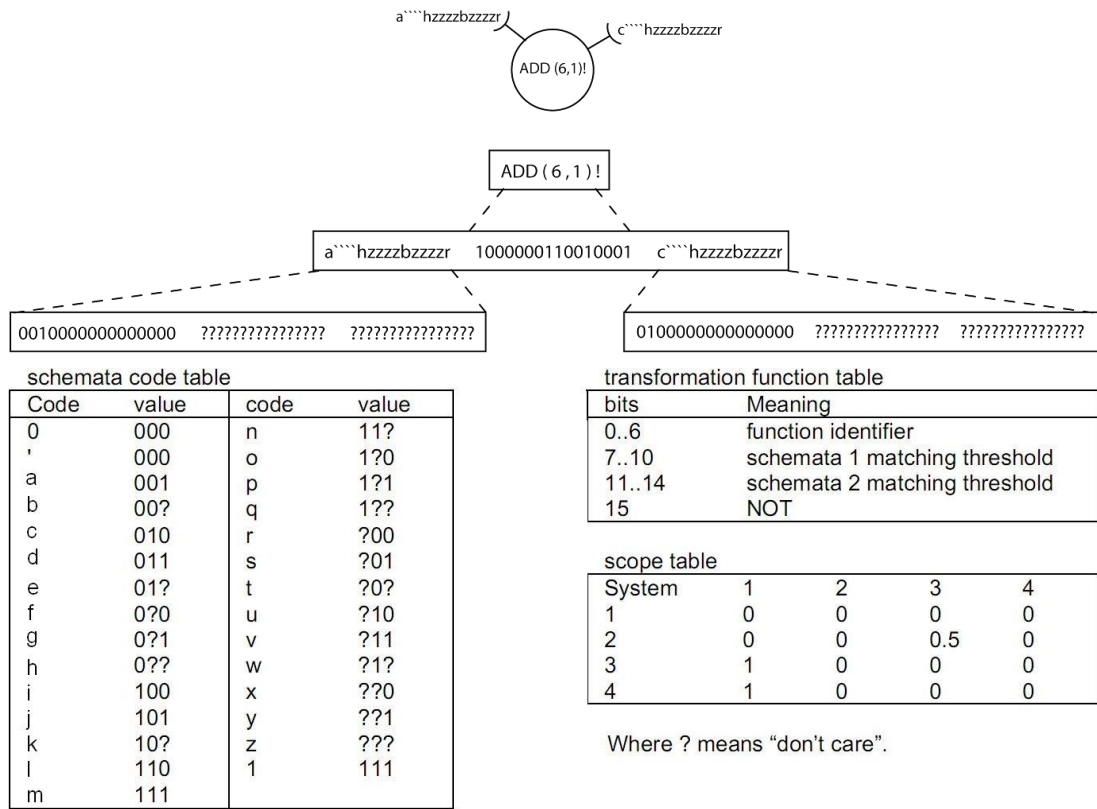 a````hzzzzbzzzzr
c````hzzzzbzzzzr
ADD (6,1)!
ADD ( 6 , 1 ) !
a````hzzzzbzzzzr 1000000110010001 c````hzzzzbzzzzr
0010000000000000 ???????????????? ????????????????
0100000000000000 ???????????????? ????????????????
schemata code table
Code value code value
0 000 n 11?
' 000 o 1?0
a 001 p 1?1
b 00? q 1??
c 010 r ?00
d 011 s ?01
e 01? t ?0?
f 0?0 u ?10
g 0?1 v ?11
h 0?? w ?1?
i 100 x ??0
j 101 y ??1
k 10? z ???
l 110 1 111
m 111
transformation function table
bits Meaning
0..6 function identifier
7..10 schemata 1 matching threshold
11..14 schemata 2 matching threshold
15 NOT
scope table
System 1 2 3 4
1 0 0 0 0
2 0 0 0.5 0
3 1 0 0 0
4 1 0 0 0
Where ? means “don’t care”.